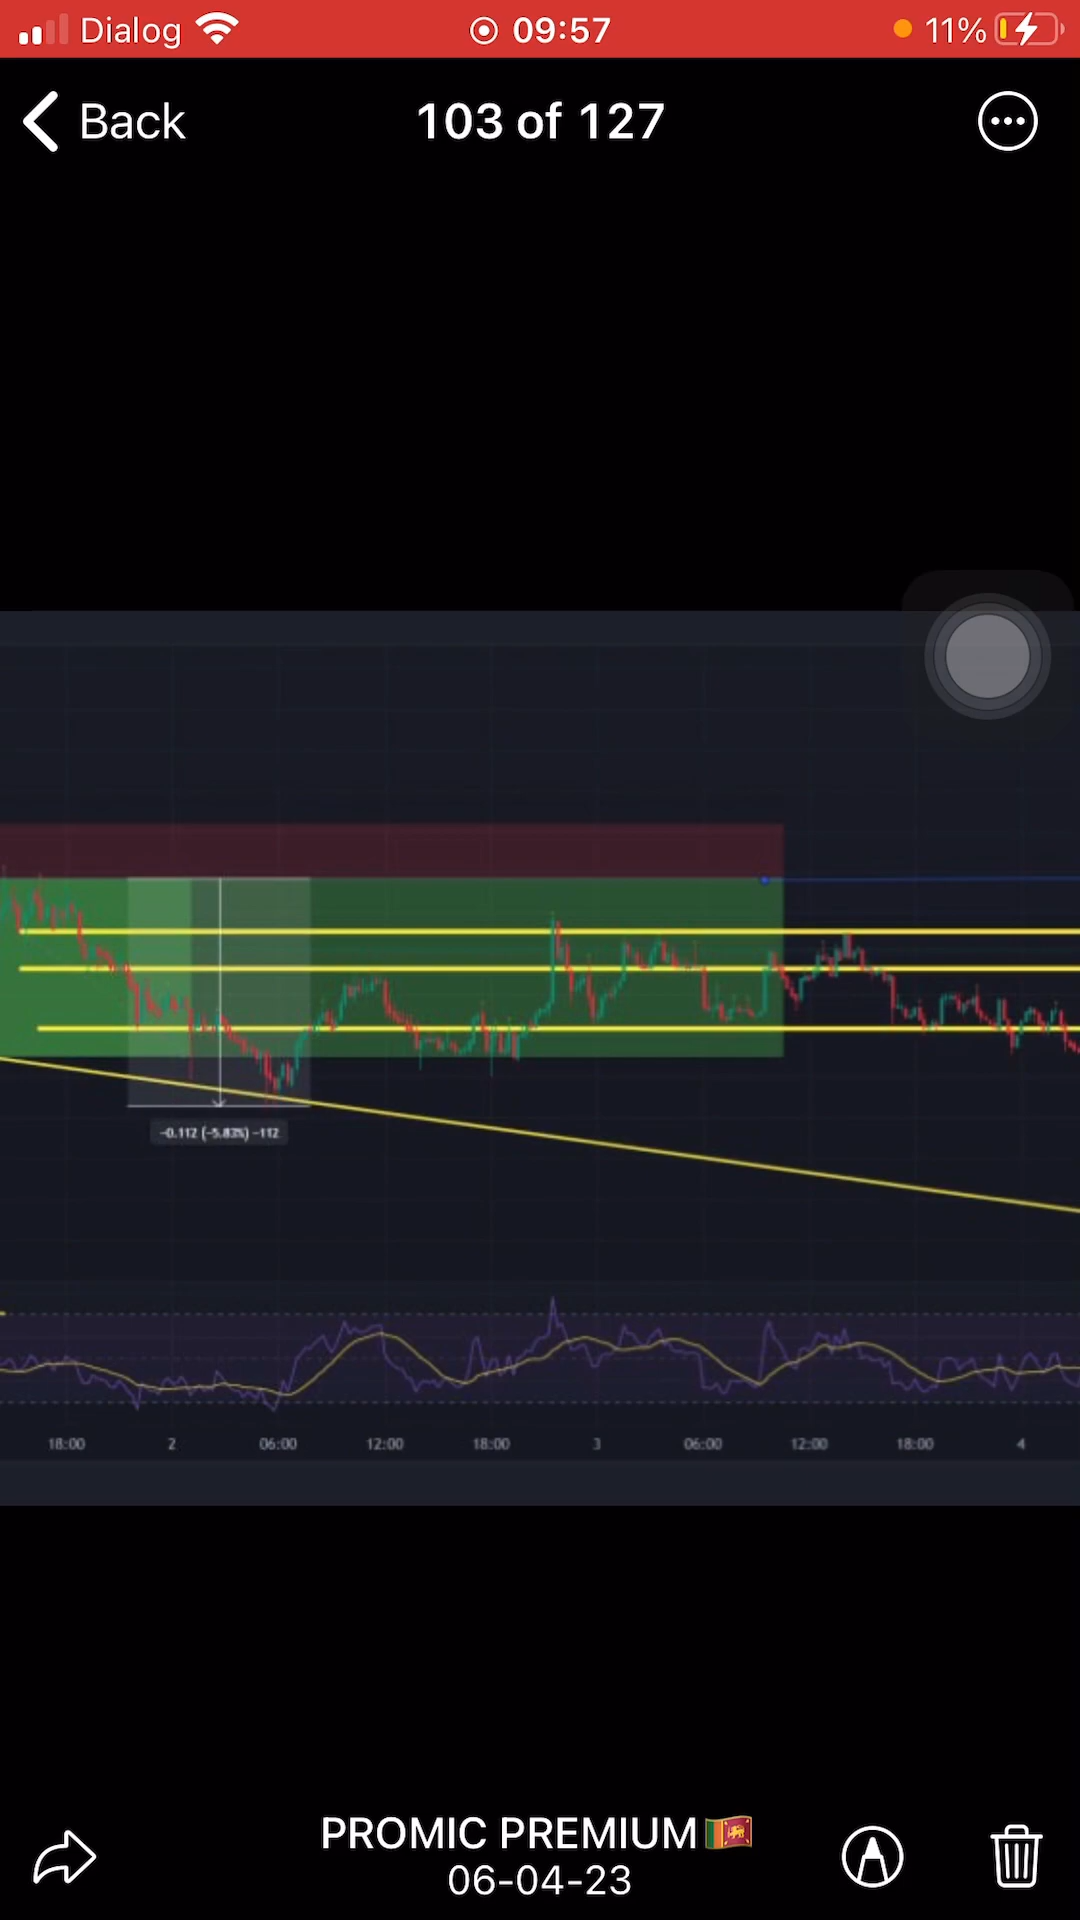 Dialog 09:57 11%
Back 103 of 127
-0.112 (-5.83%) -112
18:00 2 06:00 12:00 18:00 3 06:00 12:00 18:00 4
PROMIC PREMIUM🇱🇰
06-04-23